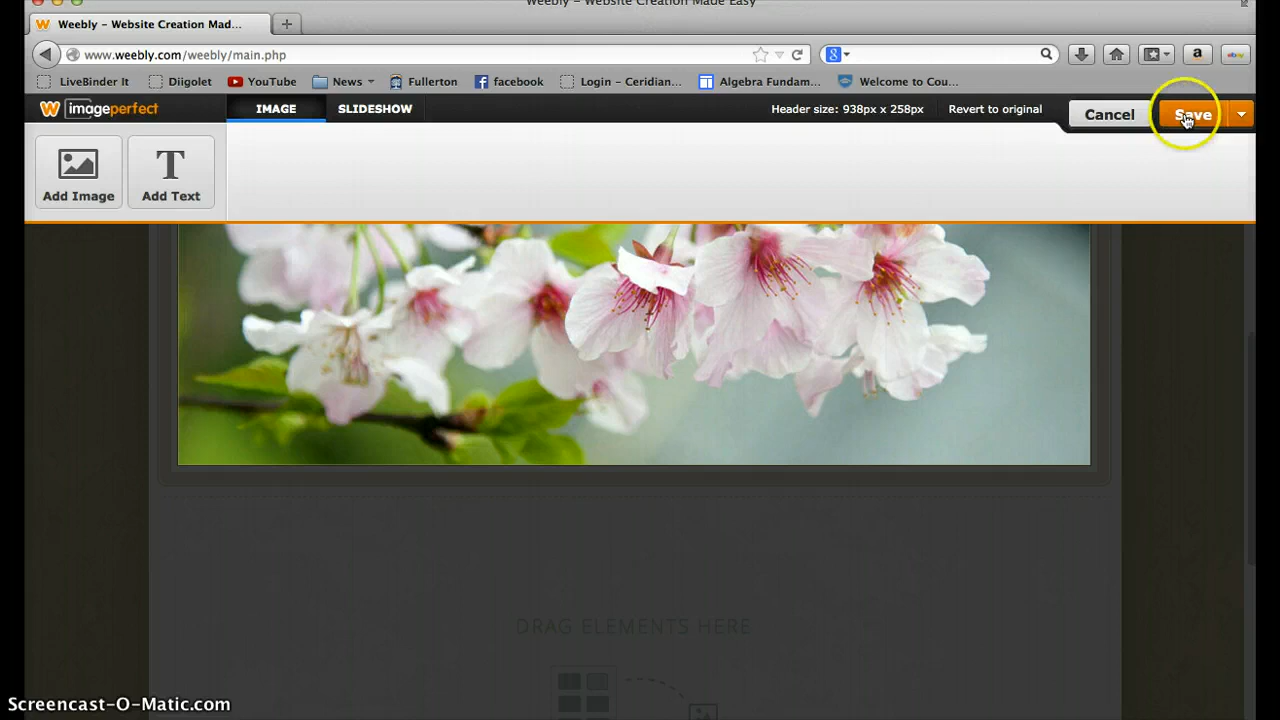 Weebly - Website Creation Made Easy
Weebly – Website Creation Mad...
www.weebly.com/weebly/main.php
LiveBinder It Diigolet YouTube News Fullerton facebook Login – Ceridian... Algebra Fundam... Welcome to Cou...
imageperfect IMAGE SLIDESHOW Header size: 938px x 258px Revert to original Cancel Save
Add Image Add Text
DRAG ELEMENTS HERE
Screencast-O-Matic.com